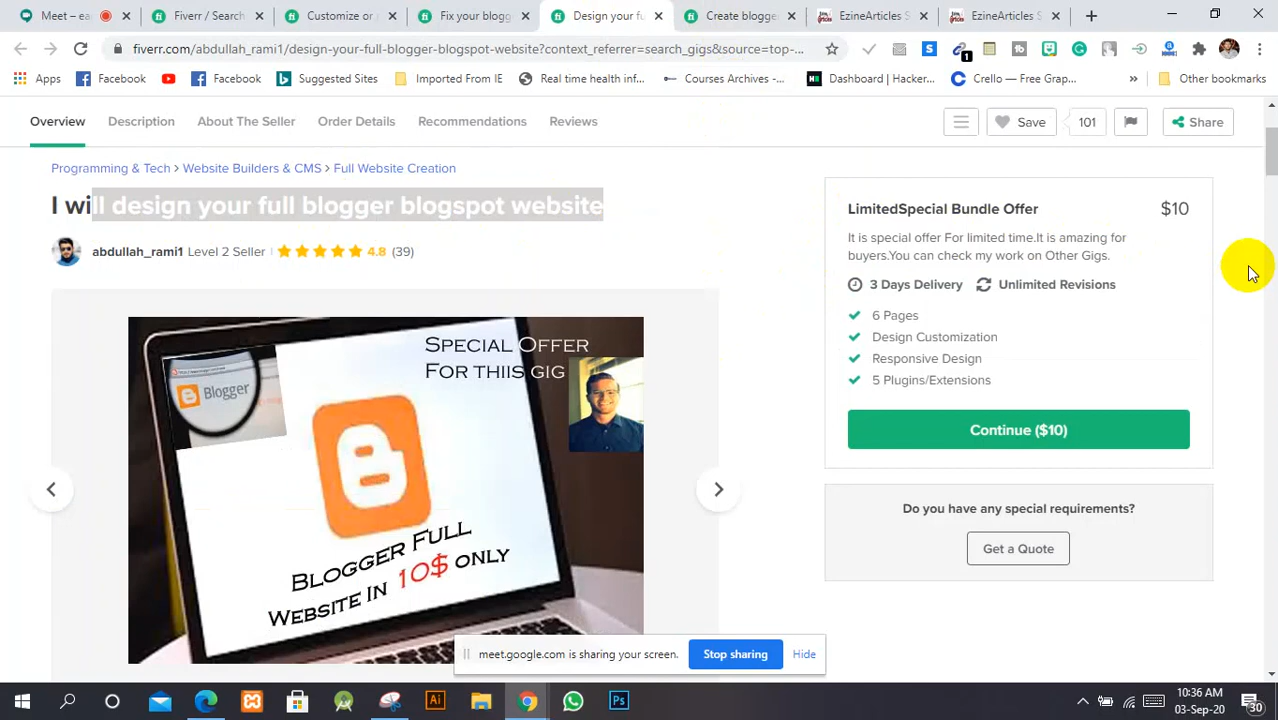 Meet –
Fiverr / Search
Customize or
Fix your blogg
Design your fu
Create blogge
EzineArticles S
EzineArticles S
fiverr.com/abdullah_rami1/design-your-full-blogger-blogspot-website?context_referrer=search_gigs&source=top-...
1
Apps
Facebook
Facebook
Suggested Sites
Imported From IE
Real time health inf...
Courses Archives -...
Dashboard | Hacker...
Crello — Free Grap...
»
Other bookmarks
Overview
Description
About The Seller
Order Details
Recommendations
Reviews
Save
101
Share
Programming & Tech > Website Builders & CMS > Full Website Creation
I will design your full blogger blogspot website
abdullah_rami1 Level 2 Seller
4.8 (39)
Special Offer
For thiis gig
Blogger
Blogger Full
Website in 10$ only
LimitedSpecial Bundle Offer
$10
It is special offer For limited time.It is amazing for
buyers.You can check my work on Other Gigs.
3 Days Delivery
Unlimited Revisions
6 Pages
Design Customization
Responsive Design
5 Plugins/Extensions
Continue ($10)
Do you have any special requirements?
Get a Quote
meet.google.com is sharing your screen.
Stop sharing
Hide
Ai
Ps
10:36 AM
03-Sep-20
30